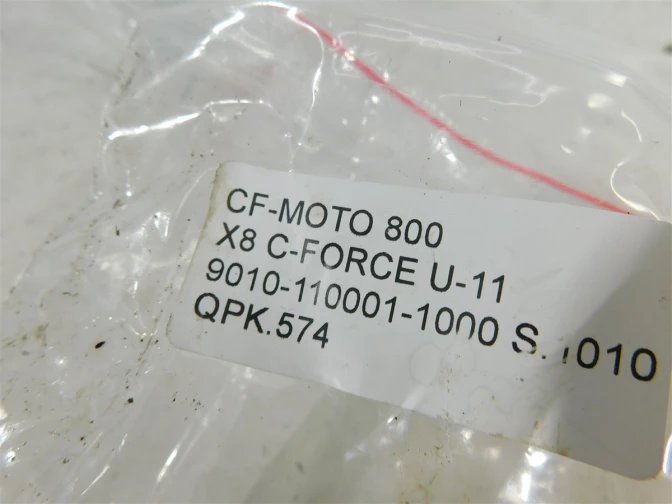 CF-MOTO 800
X8 C-FORCE U-11
9010-110001-1000
QPK.574